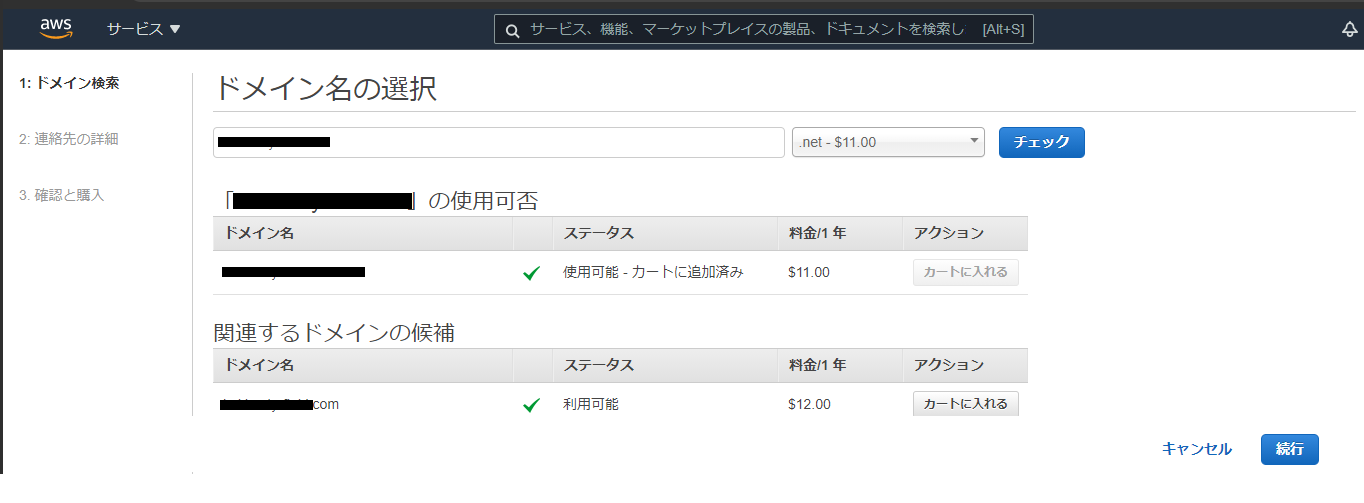 aws サービス ▼ サービス、機能、マーケットプレイスの製品、ドキュメントを検索し [Alt+S]
1: ドメイン検索
2: 連絡先の詳細
3. 確認と購入
ドメイン名の選択
.net - $11.00 チェック
「 」の使用可否
ドメイン名 ステータス 料金/1 年 アクション
使用可能 - カートに追加済み $11.00 カートに入れる
関連するドメインの候補
ドメイン名 ステータス 料金/1 年 アクション
com 利用可能 $12.00 カートに入れる
キャンセル 続行